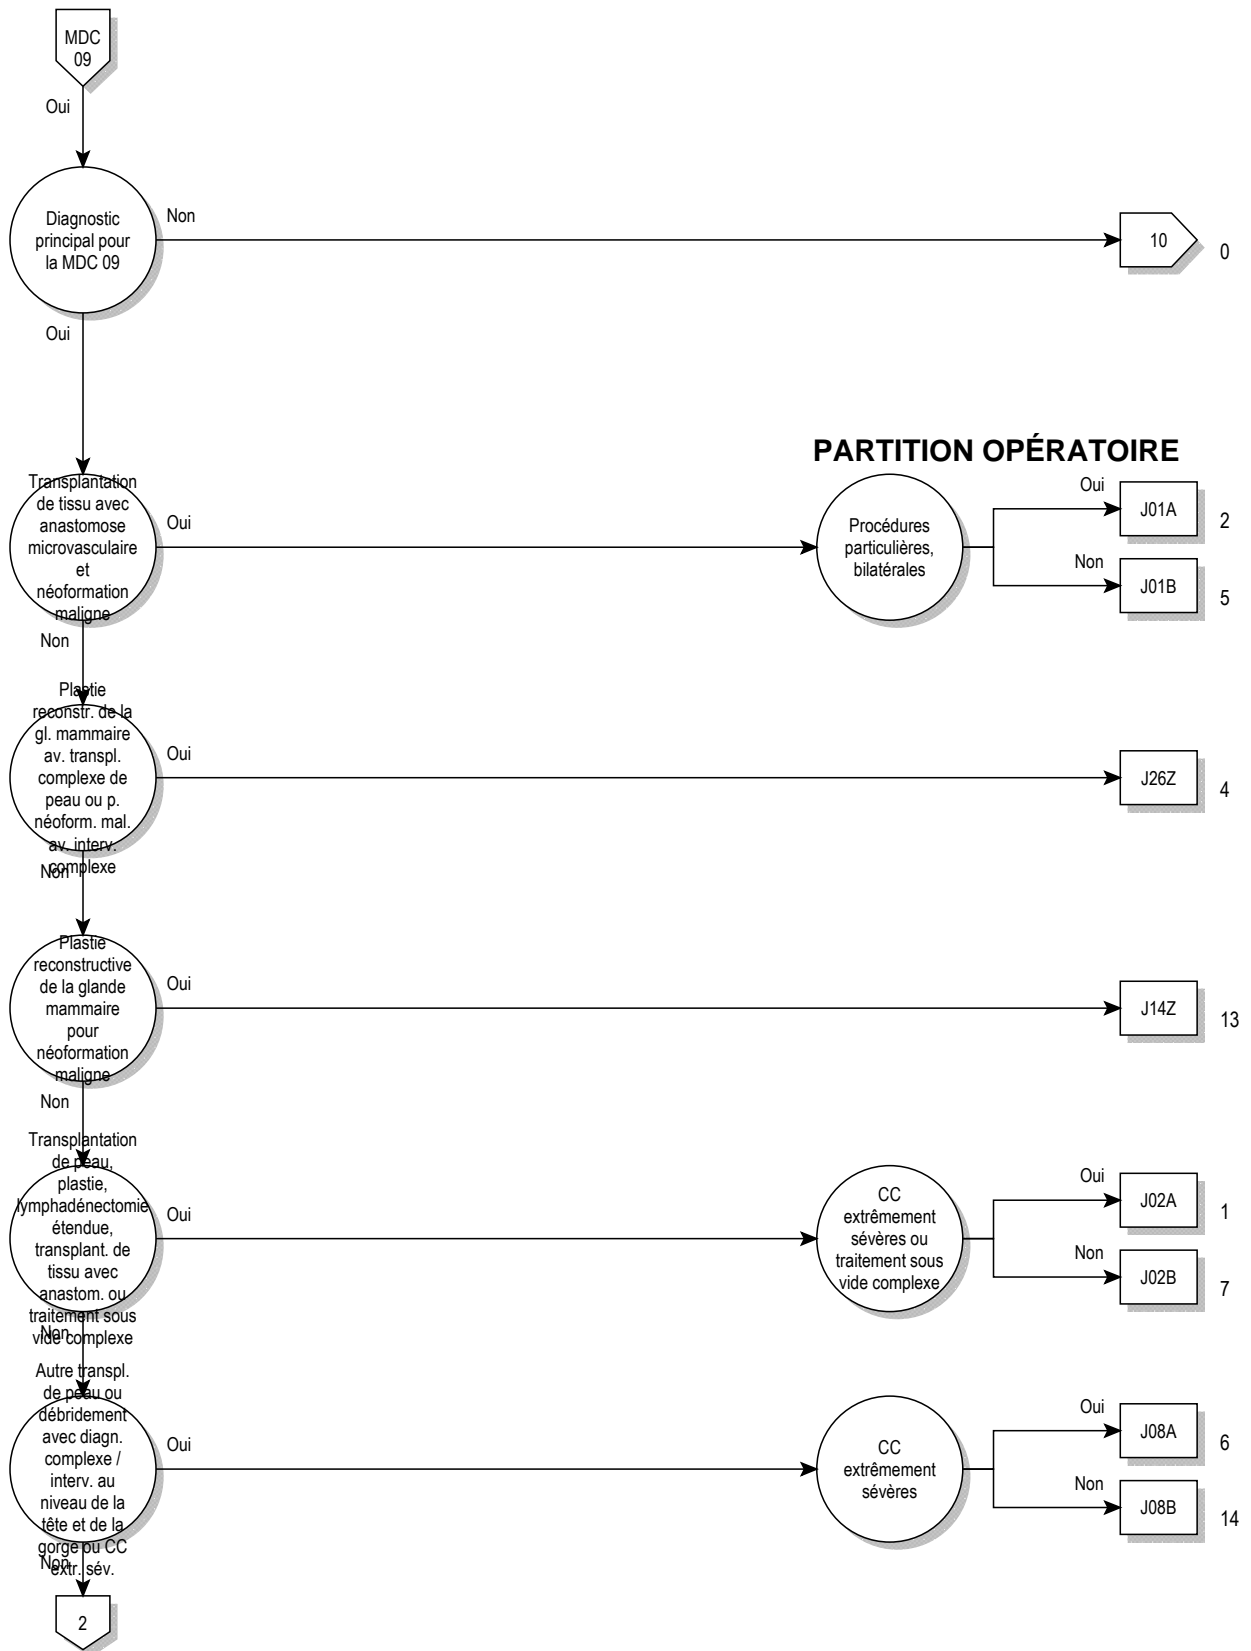 MDC
09
Oui
Diagnostic
principal pour
la MDC 09
Non
10
0
Oui
PARTITION OPÉRATOIRE
Transplantation
de tissu avec
anastomose
microvasculaire
et
néoformation
maligne
Oui
Procédures
particulières,
bilatérales
Oui
J01A
2
Non
J01B
5
Non
Plastie
reconstr. de la
gl. mammaire
av. transpl.
complexe de
peau ou p.
néoform. mal.
av. interv.
complexe
Oui
J26Z
4
Non
Plastie
reconstructive
de la glande
mammaire
pour
néoformation
maligne
Oui
J14Z
13
Non
Transplantation
de peau,
plastie,
lymphadénectomie
étendue,
transplant. de
tissu avec
anastom. ou
traitement sous
vide complexe
Oui
CC
extrêmement
sévères ou
traitement sous
vide complexe
Oui
J02A
1
Non
J02B
7
Non
Autre transpl.
de peau ou
débridement
avec diagn.
complexe /
interv. au
niveau de la
tête et de la
gorge ou CC
extr. sév.
Oui
CC
extrêmement
sévères
Oui
J08A
6
Non
J08B
14
Non
2